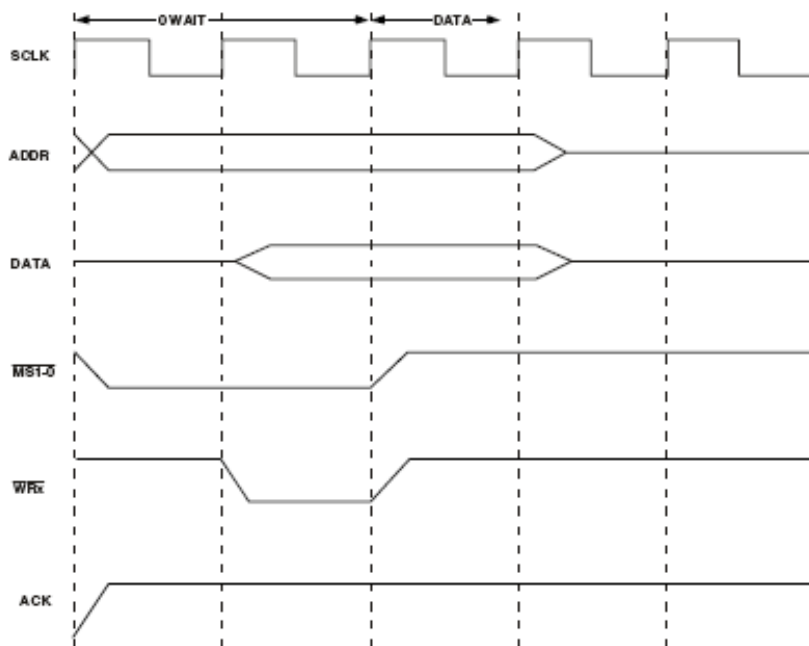 0WAIT DATA
SCLK
ADDR
DATA
MS1-0
WRx
ACK